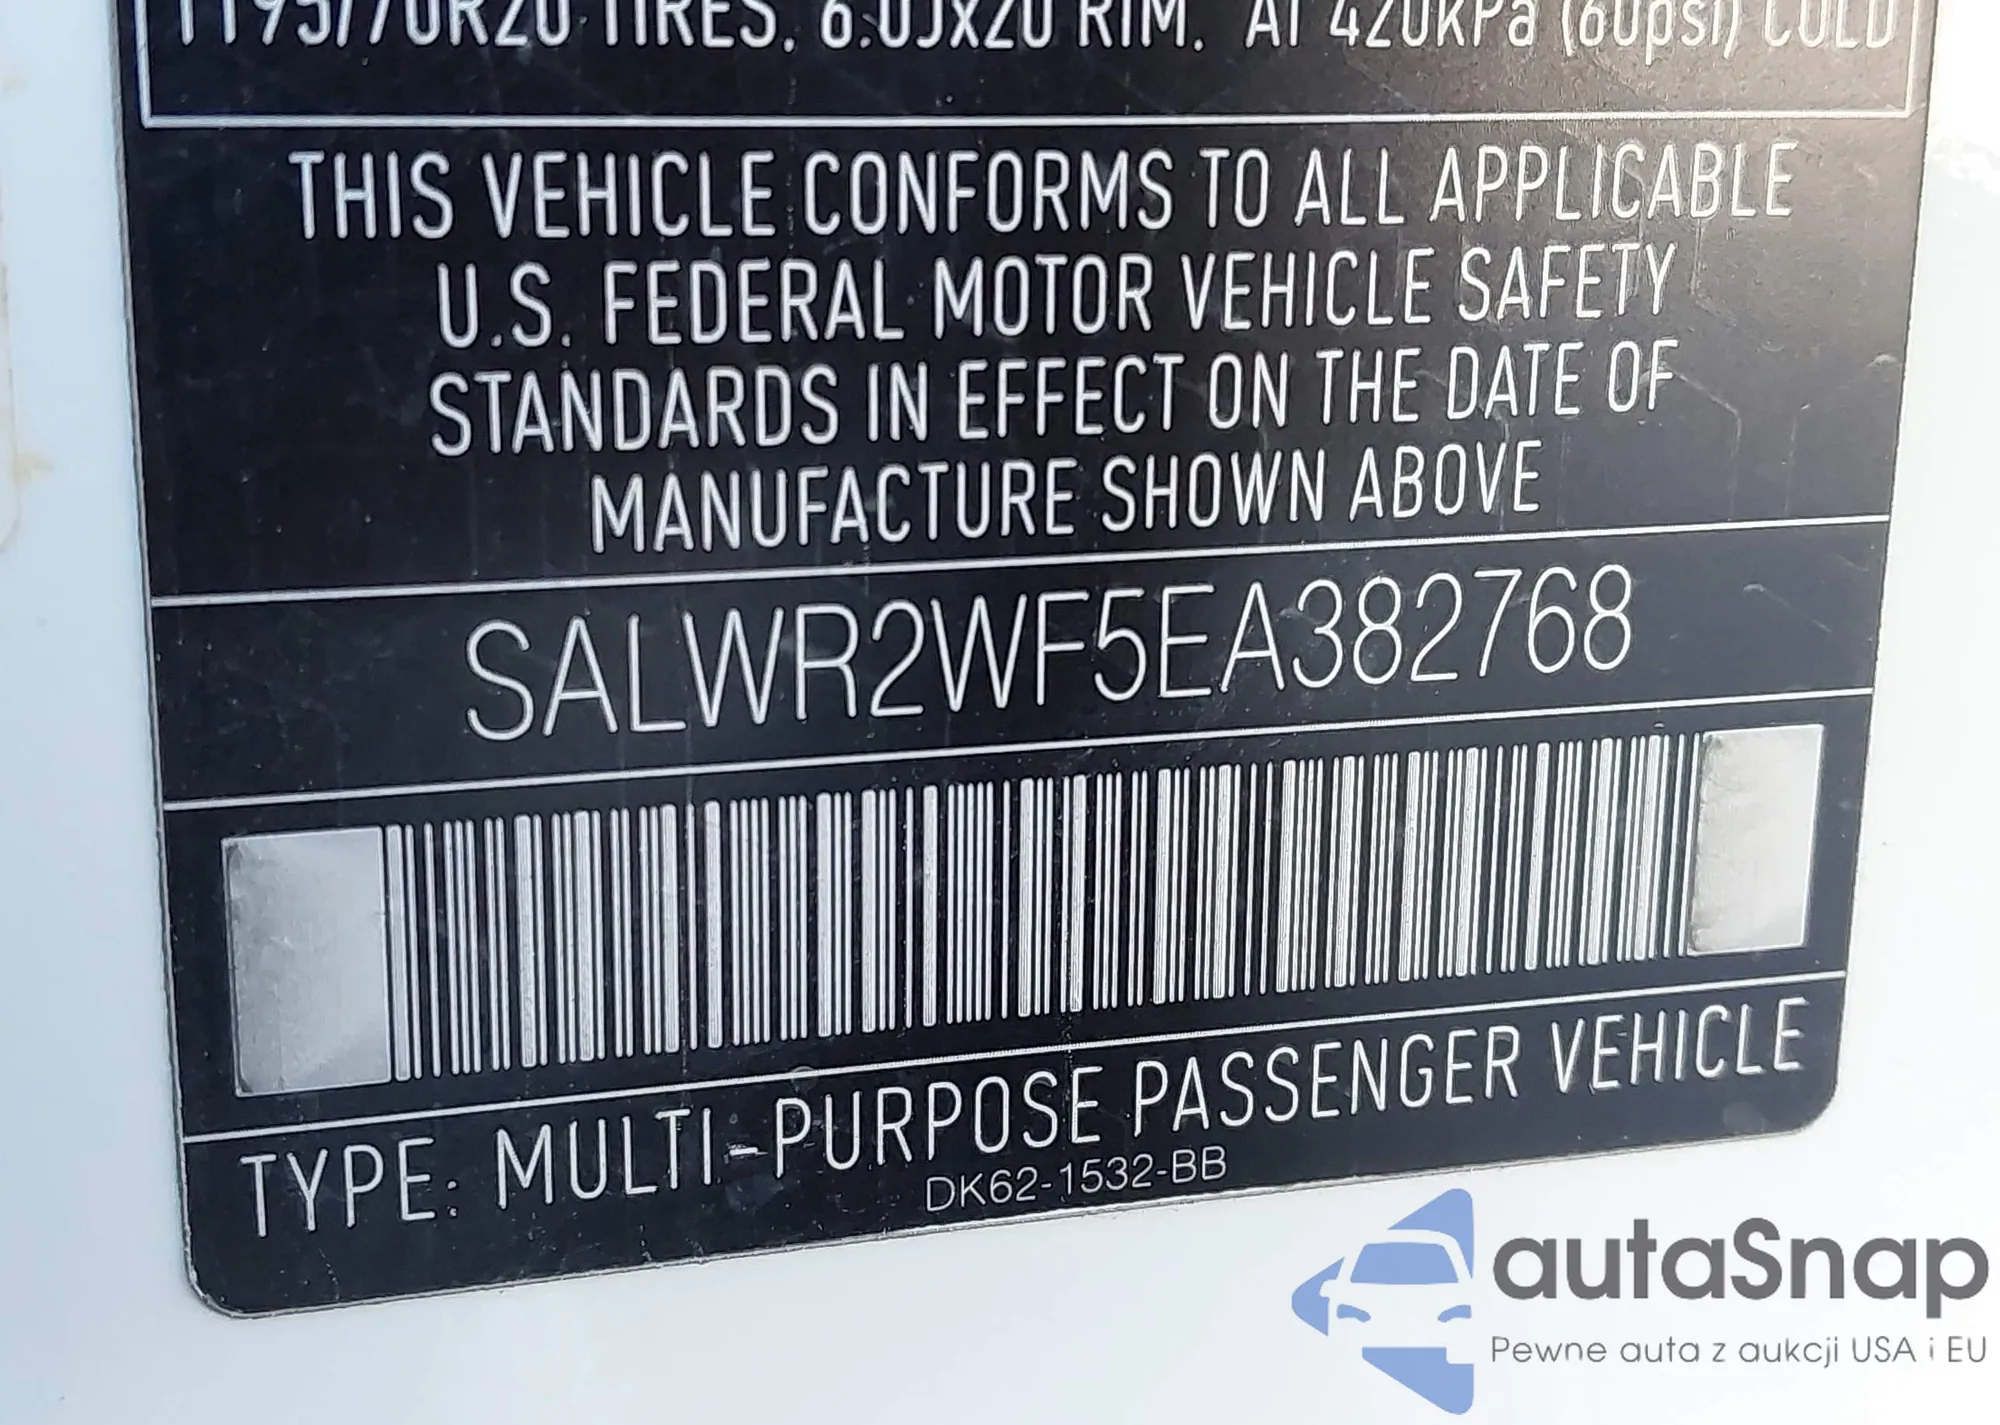 T195/70R20 TIRES, 6.0Jx20 RIM, AT 420kPa (60psi) COLD
THIS VEHICLE CONFORMS TO ALL APPLICABLE
U.S. FEDERAL MOTOR VEHICLE SAFETY
STANDARDS IN EFFECT ON THE DATE OF
MANUFACTURE SHOWN ABOVE
SALWR2WF5EA382768
TYPE: MULTI-PURPOSE PASSENGER VEHICLE
DK62-1532-BB
autaSnap
Pewne auta z aukcji USA i EU